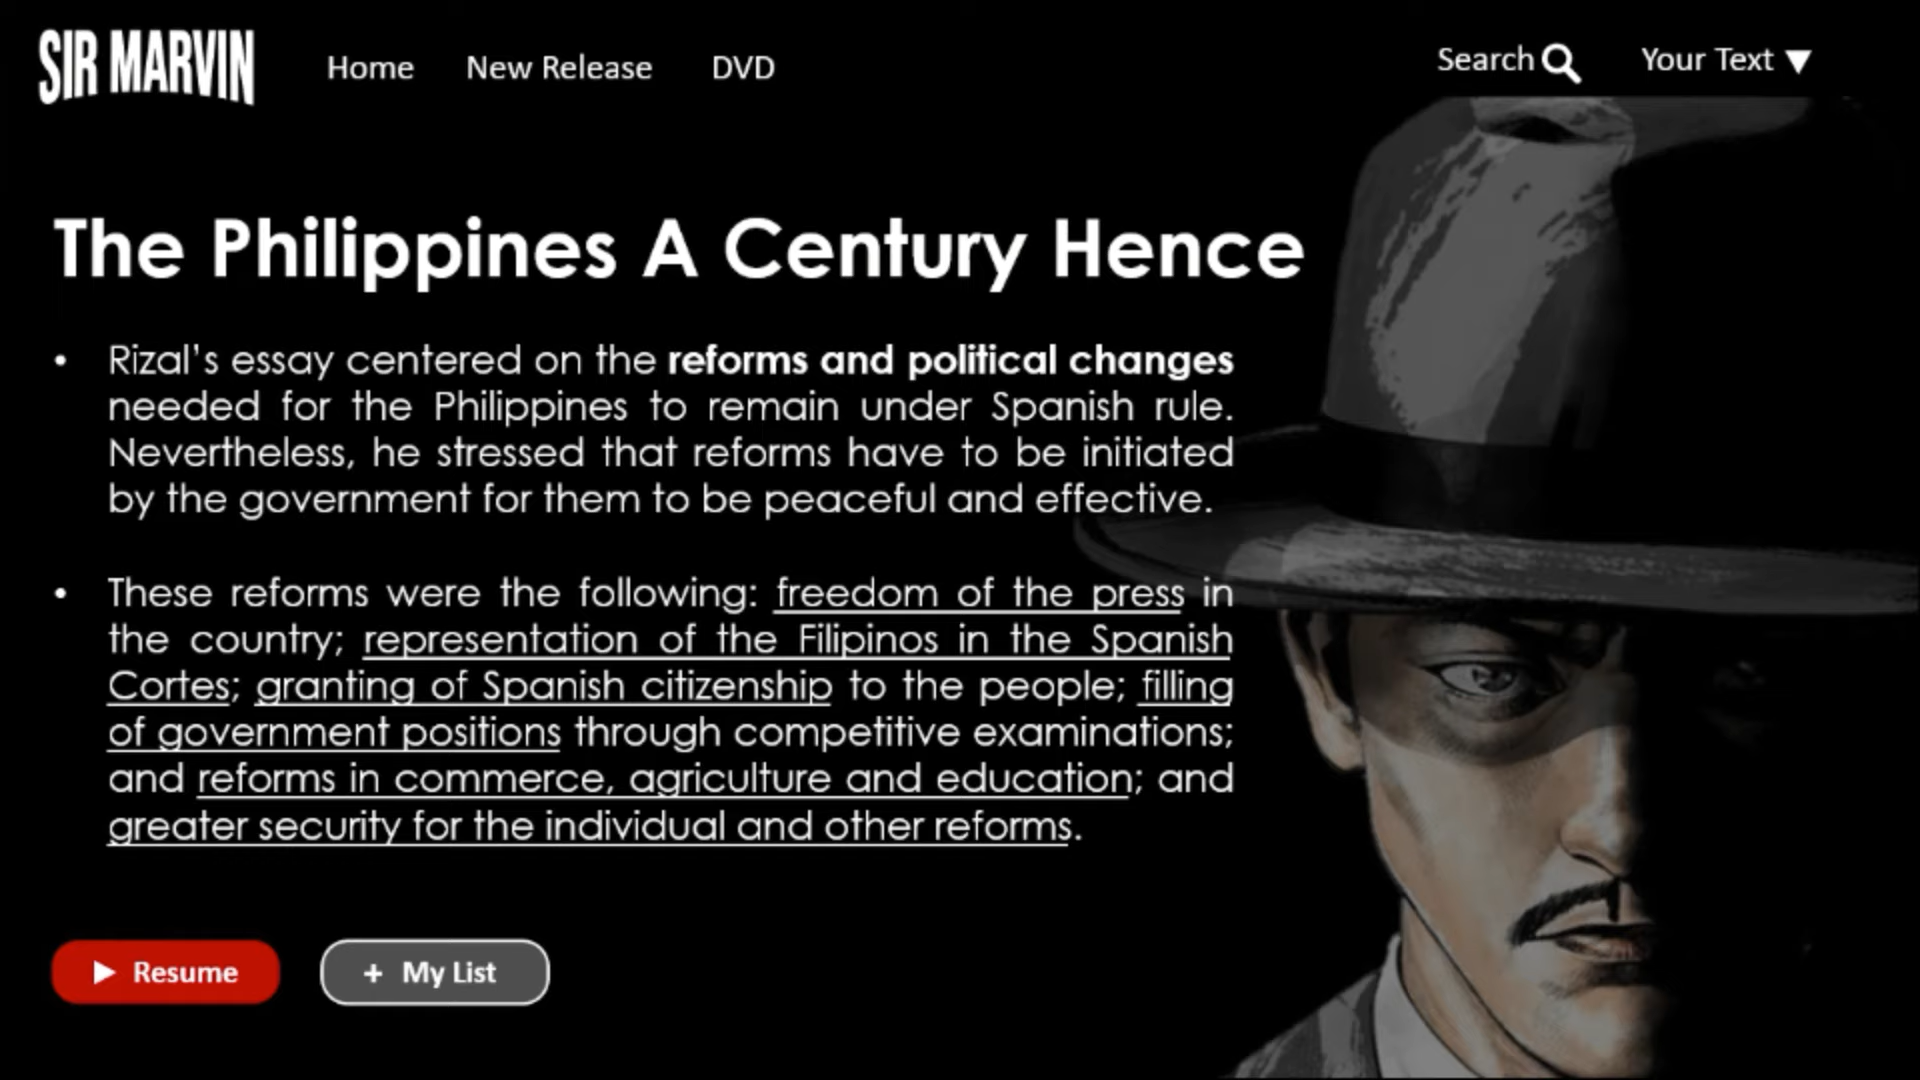 SIR MARVIN
Home
New Release
DVD
Search
Your Text
The Philippines A Century Hence
• Rizal’s essay centered on the reforms and political changes
needed for the Philippines to remain under Spanish rule.
Nevertheless, he stressed that reforms have to be initiated
by the government for them to be peaceful and effective.
• These reforms were the following: freedom of the press in
the country; representation of the Filipinos in the Spanish
Cortes; granting of Spanish citizenship to the people; filling
of government positions through competitive examinations;
and reforms in commerce, agriculture and education; and
greater security for the individual and other reforms.
Resume
+ My List